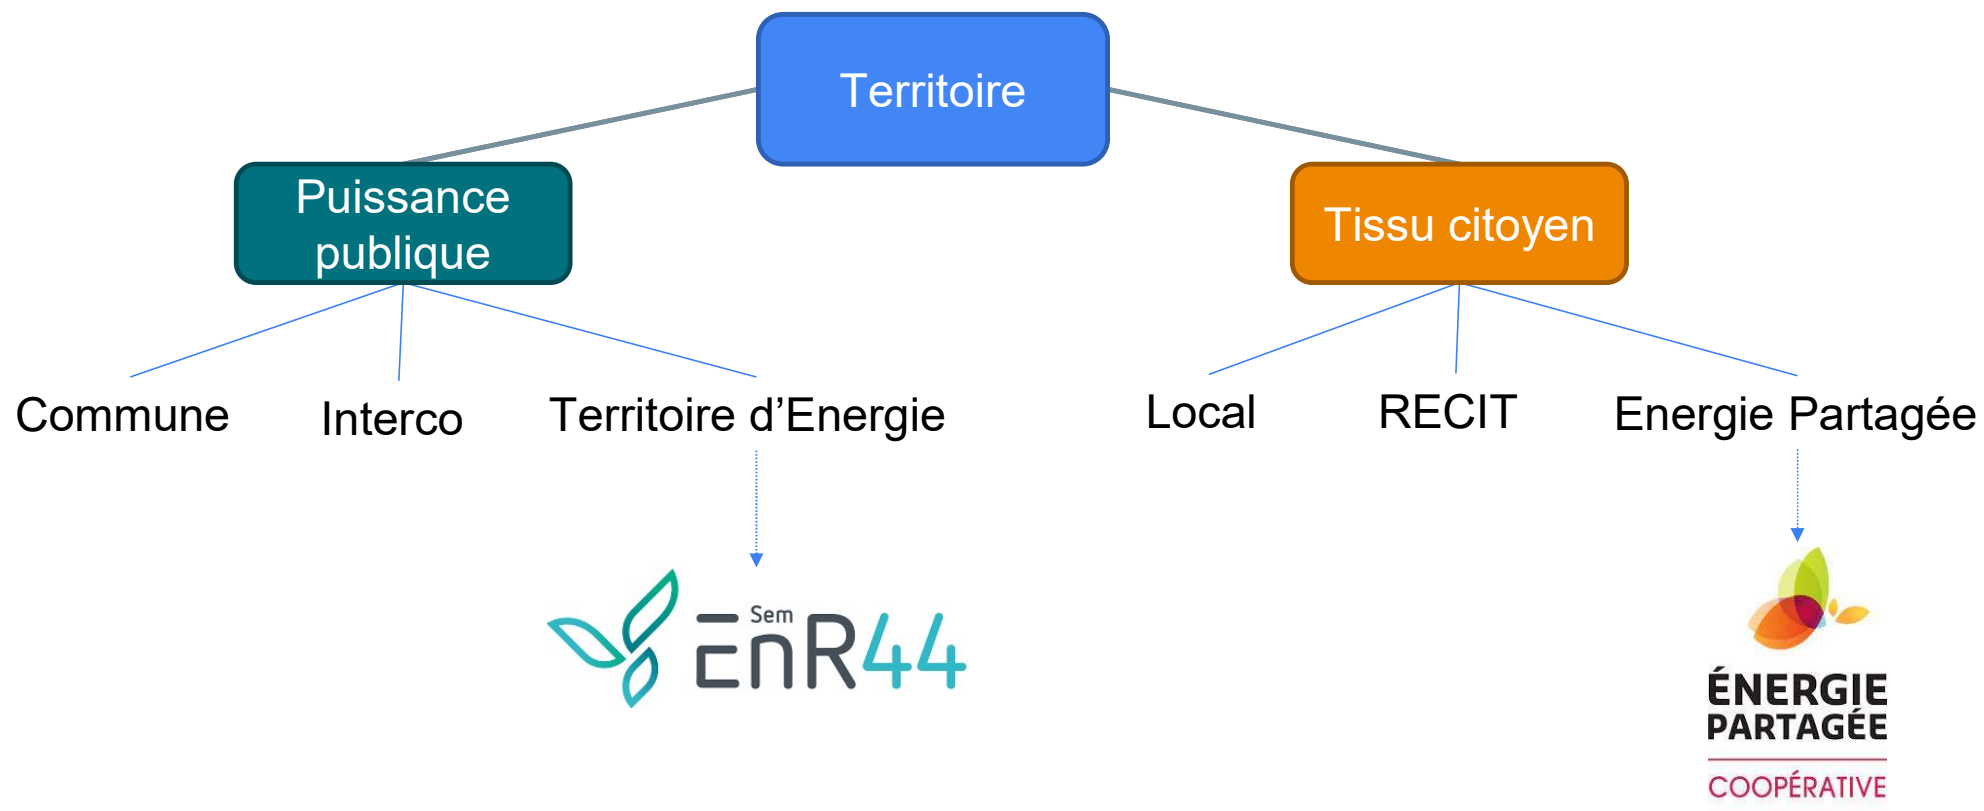 Territoire
Puissance
publique
Tissu citoyen
Commune
Interco
Territoire d’Energie
Local
RECIT
Energie Partagée
Sem
EnR44
ÉNERGIE
PARTAGÉE
COOPÉRATIVE